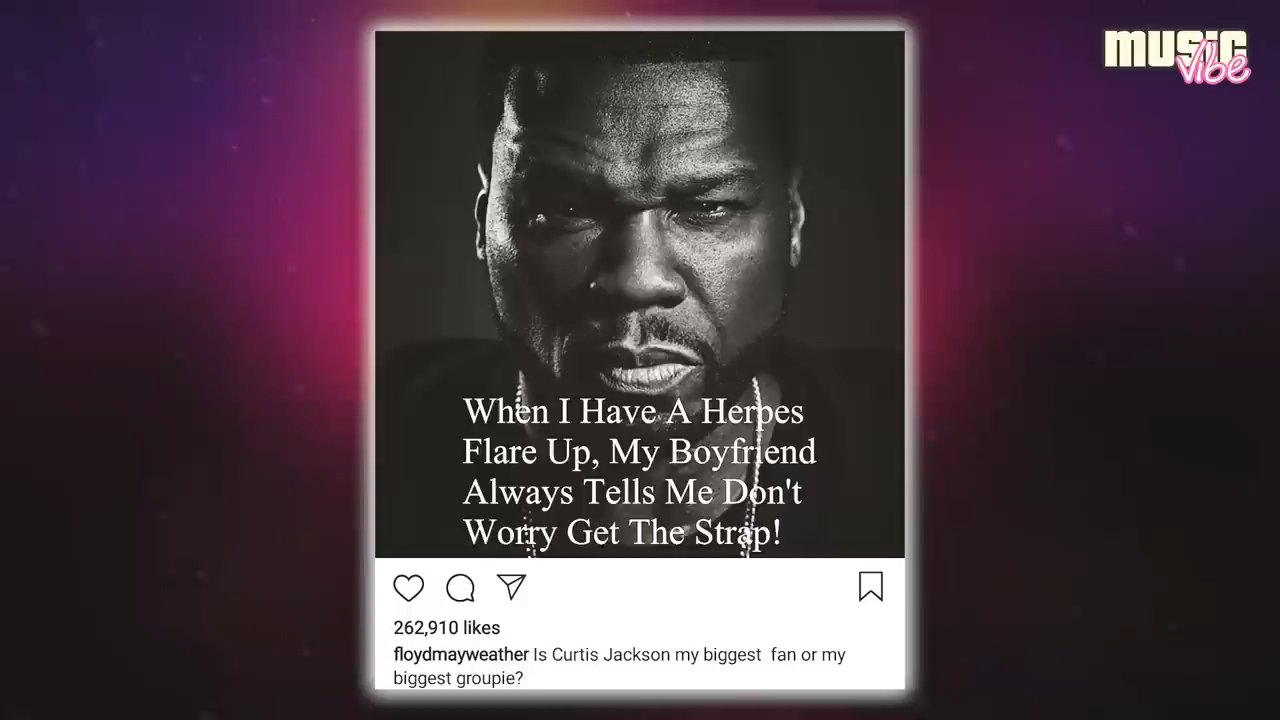 MUSIC
Vibe
When I Have A Herpes
Flare Up, My Boyfriend
Always Tells Me Don't
Worry Get The Strap!
262,910 likes
floydmayweather Is Curtis Jackson my biggest  fan or my
biggest groupie?